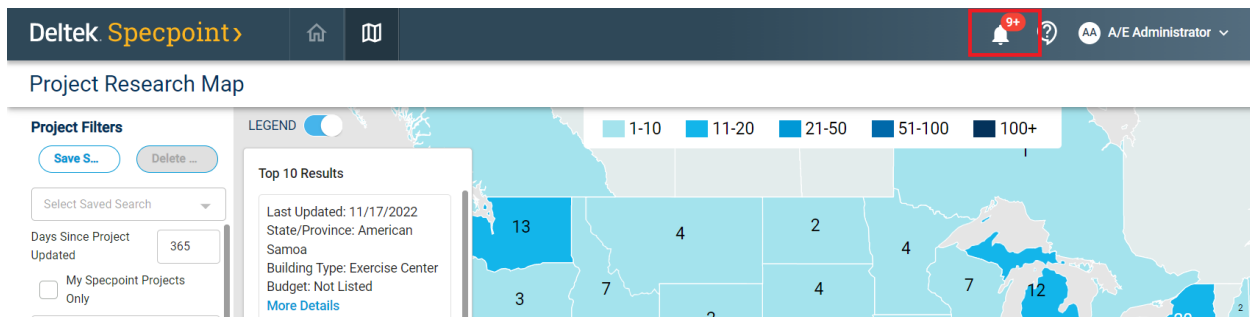 Deltek. Specpoint›
9+
AA A/E Administrator
Project Research Map
Project Filters
Save S...
Delete ...
Select Saved Search
Days Since Project
Updated
365
My Specpoint Projects
Only
LEGEND
1-10
11-20
21-50
51-100
100+
Top 10 Results
Last Updated: 11/17/2022
State/Province: American
Samoa
Building Type: Exercise Center
Budget: Not Listed
More Details
13
4
2
4
3
7
4
7
12
2